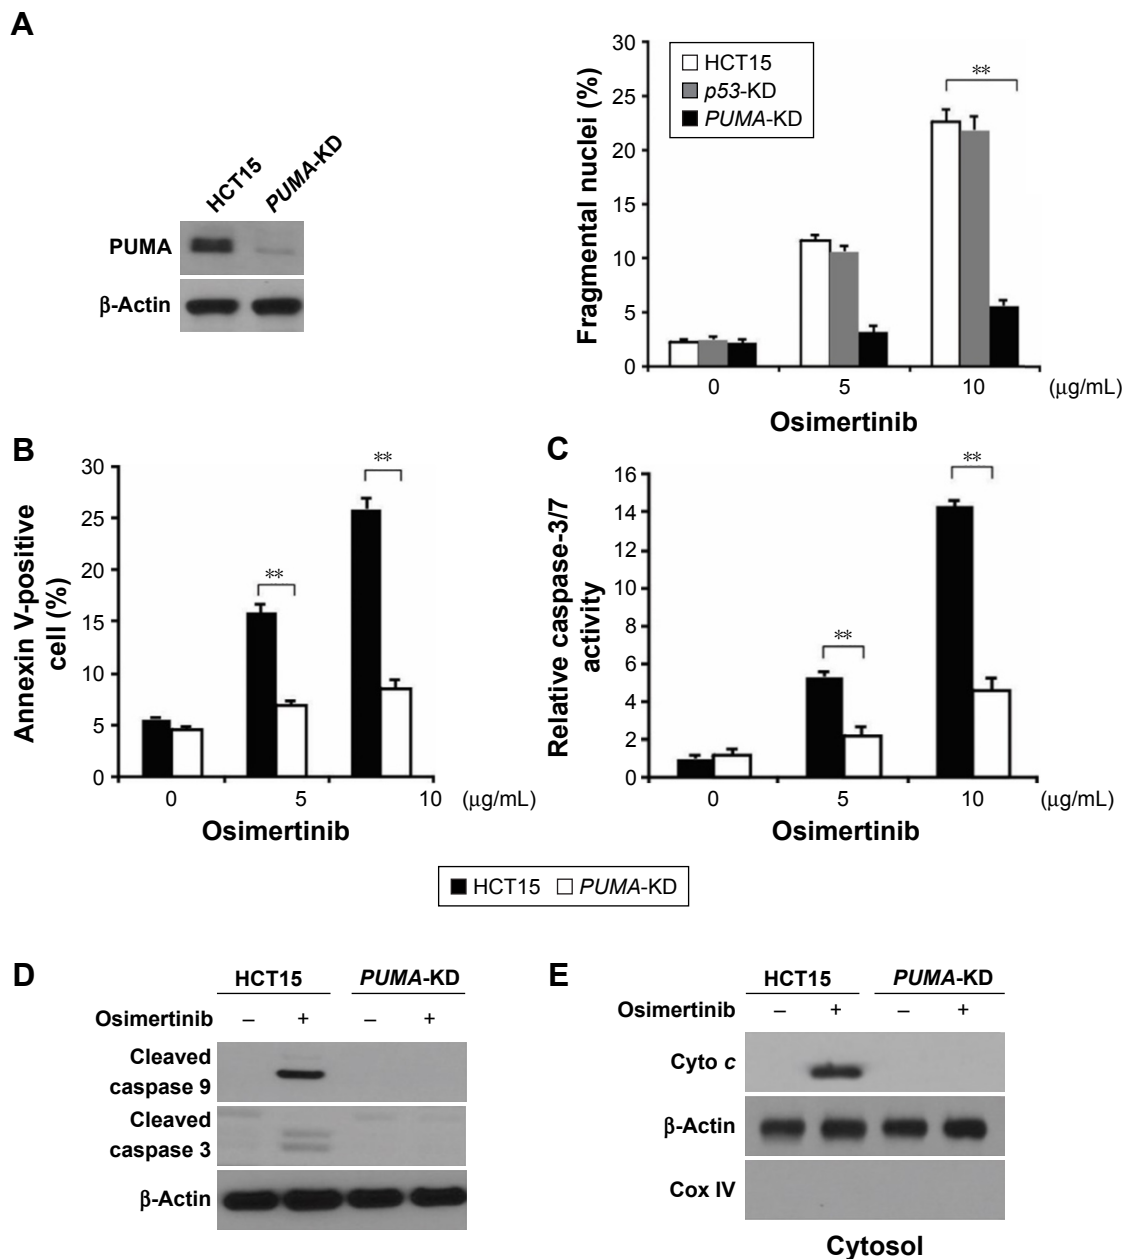 A
HCT15
PUMA-KD
PUMA
β-Actin
Fragmental nuclei (%)
30
25
20
15
10
5
0
HCT15
p53-KD
PUMA-KD
**
0 5 10 (μg/mL)
Osimertinib
B
Annexin V-positive
cell (%)
30
25
20
15
10
5
0
**
**
0 5 10 (μg/mL)
Osimertinib
C
Relative caspase-3/7
activity
16
14
12
10
8
6
4
2
0
**
**
0 5 10 (μg/mL)
Osimertinib
HCT15 PUMA-KD
D
HCT15 PUMA-KD
Osimertinib – + – +
Cleaved
caspase 9
Cleaved
caspase 3
β-Actin
E
HCT15 PUMA-KD
Osimertinib – + – +
Cyto c
β-Actin
Cox IV
Cytosol